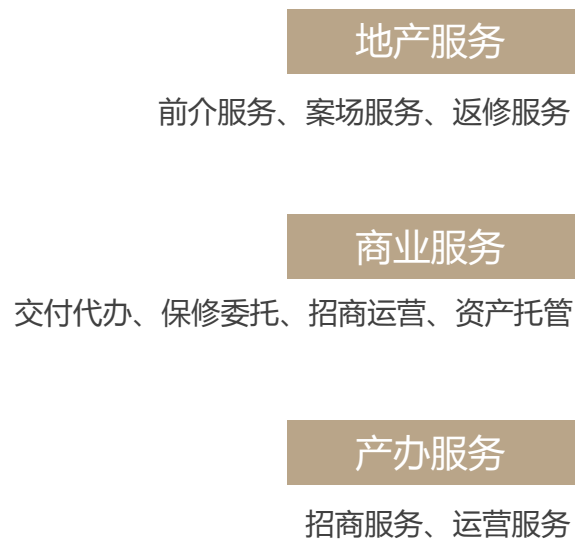 地产服务
前介服务、案场服务、返修服务
商业服务
交付代办、保修委托、招商运营、资产托管
产办服务
招商服务、运营服务